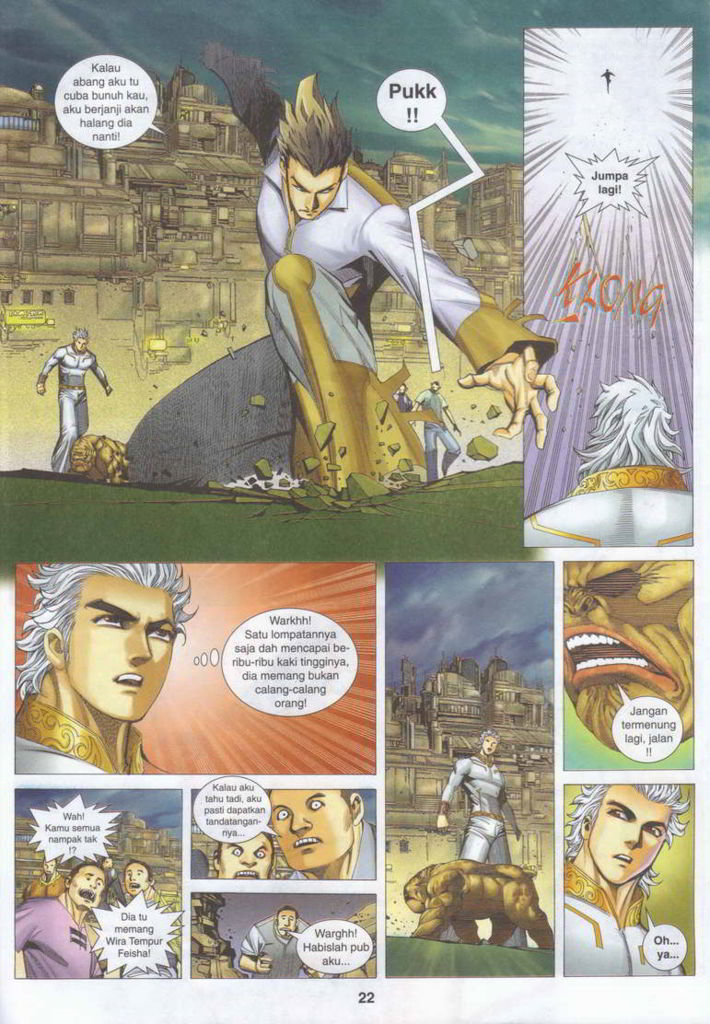 Kalau
abang aku tu
cuba bunuh kau,
aku berjanji akan
halang dia
nanti!
Pukk
!!
Jumpa
lagi!
KLONG
Warkhh!
Satu lompatannya
saja dah mencapai be-
ribu-ribu kaki tingginya,
dia memang bukan
calang-calang
orang!
Jangan
termenung
lagi, jalan
!!
Wah!
Kamu semua
nampak tak
!?
Dia tu
memang
Wira Tempur
Feisha!
Kalau aku
tahu tadi, aku
pasti dapatkan
tandatangan-
nya...
Warghh!
Habislah pub
aku...
Oh...
ya...
22